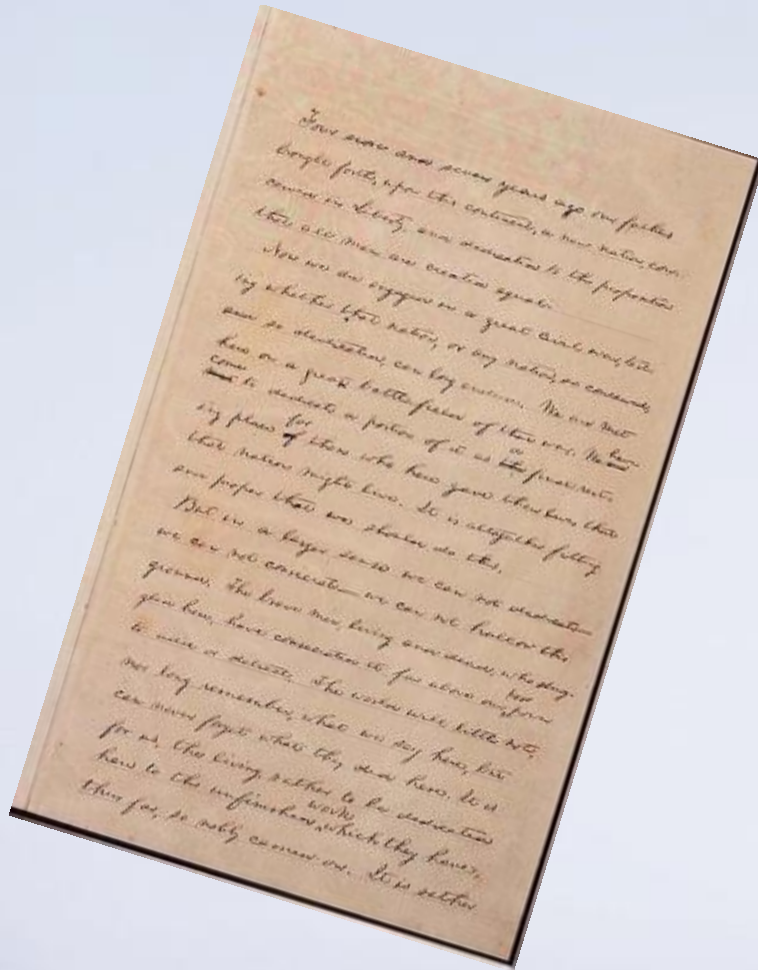 Four score and seven years ago our fathers
brought forth, upon this continent, a new nation, con-
ceived in Liberty, and dedicated to the proposition
that all men are created equal.
Now we are engaged in a great civil war, test-
ing whether that nation, or any nation, so conceived,
and so dedicated, can long endure. We are met
here on a great battlefield of that war. We have
come to dedicate a portion of it as a final rest-
ing place for those who here gave their lives that
that nation might live. It is altogether fitting
and proper that we should do this.
But in a larger sense we can not dedicate—
we can not consecrate— we can not hallow this
ground. The brave men, living and dead, who strug-
gled here, have consecrated it far above our poor power
to add or detract. The world will little note,
nor long remember, what we say here, but
can never forget what they did here. It is
for us, the living, rather to be dedicated
here to the unfinished work which they have,
thus far, so nobly carried on. It is rather